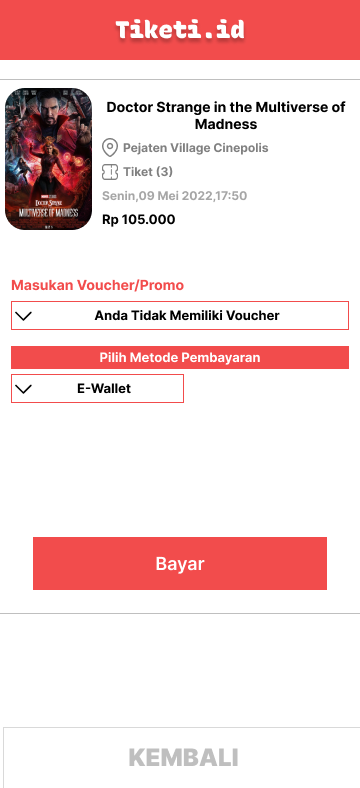 Tiketi.id
Doctor Strange in the Multiverse of
Madness
Pejaten Village Cinepolis
Tiket (3)
Senin,09 Mei 2022,17:50
Rp 105.000
DOCTOR STRANGE
MULTIVERSE OF MADNESS
Masukan Voucher/Promo
Anda Tidak Memiliki Voucher
Pilih Metode Pembayaran
E-Wallet
Bayar
KEMBALI